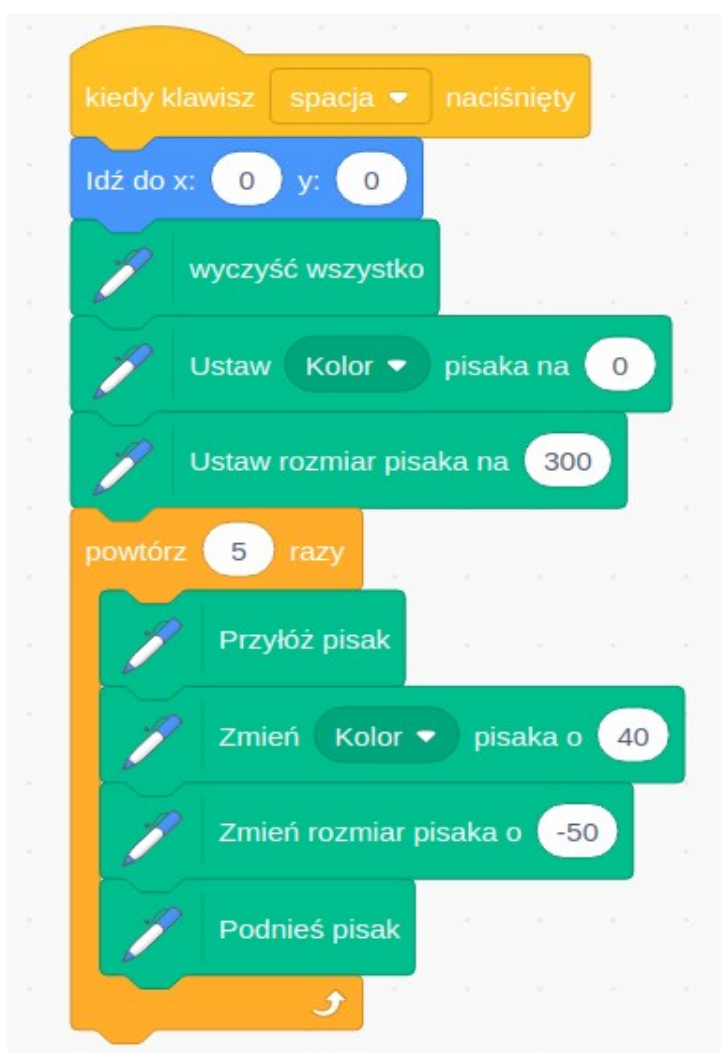 kiedy klawisz spacja naciśnięty
Idź do x: 0 y: 0
wyczyść wszystko
Ustaw Kolor pisaka na 0
Ustaw rozmiar pisaka na 300
powtórz 5 razy
Przyłóż pisak
Zmień Kolor pisaka o 40
Zmień rozmiar pisaka o -50
Podnieś pisak